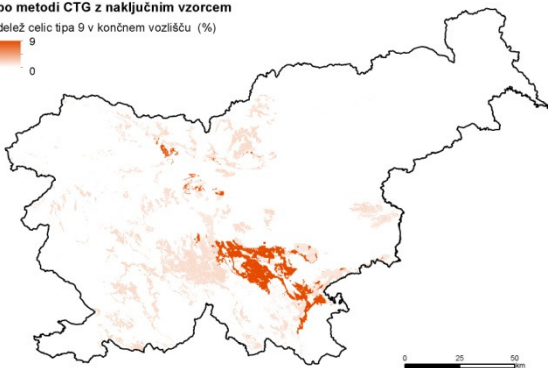 po metodi CTG z naključnim vzorcem
delež celic tipa 9 v končnem vozlišču (%)
9
0
0 25 50
km